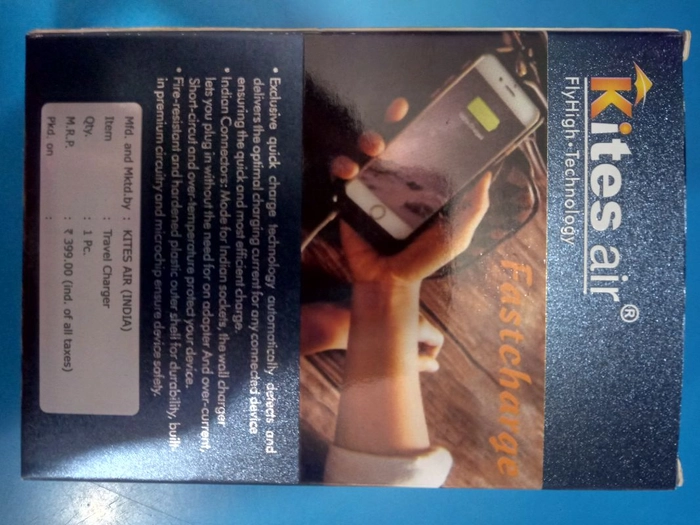 Kites air®
FlyHigh • Technology
Fastcharge
• Exclusive quick charge technology automatically detects and
delivers the optimal charging current for any connected device
ensuring the quick and most efficient charge.
• Indian Connectors: Made for Indian sockets, the wall charger
lets you plug in without the need for an adapter And over-current,
Short-circut and over-temperature protect your device.
• Fire-resistant and hardened plastic outer shell for durability, built-
in premium circuitry and microchip ensure device safety.
Mfd. and Mktd.by : KITES AIR (INDIA)
Item : Travel Charger
Qty. : 1 Pc.
M.R.P. : ₹ 399.00 (ind. of all taxes)
Pkd. on :